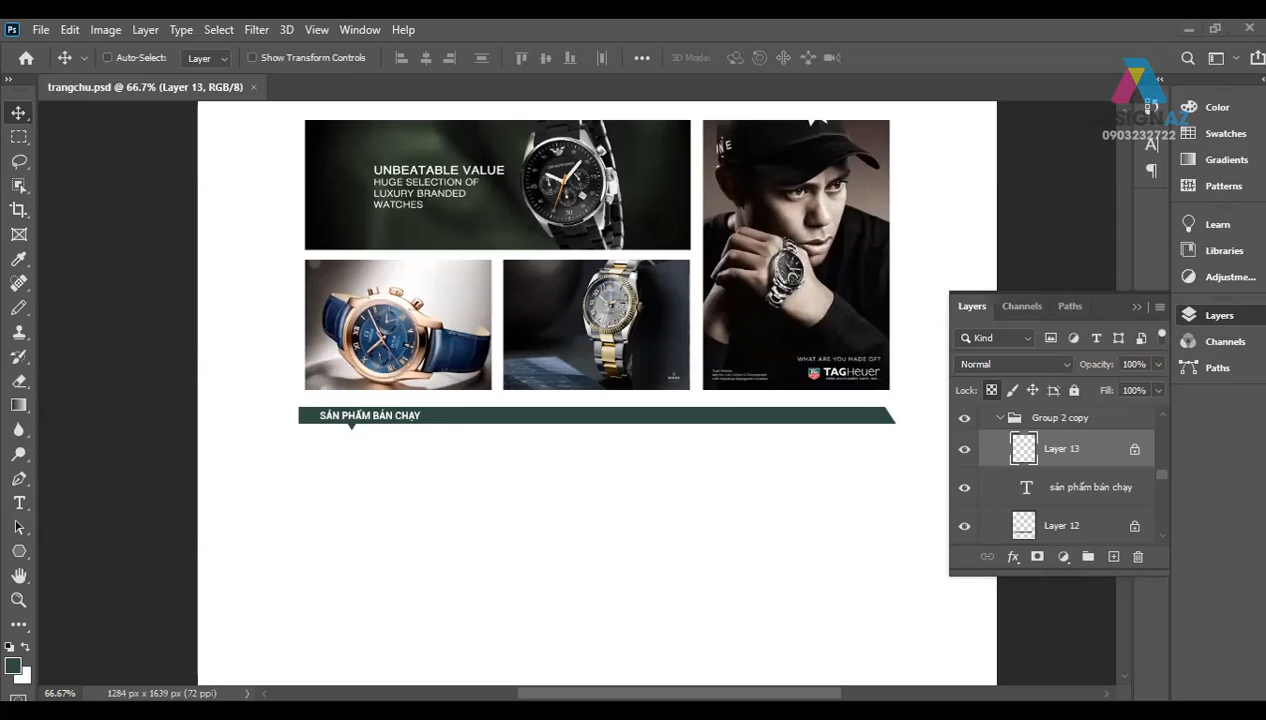 Ps File Edit Image Layer Type Select Filter 3D View Window Help
Auto-Select: Layer Show Transform Controls 3D Mode:
trangchu.psd @ 66.7% (Layer 13, RGB/8)
SIGNAZ
0903232722
Color
Swatches
Gradients
Patterns
Learn
Libraries
Adjustme...
Layers
Channels
Paths
UNBEATABLE VALUE
HUGE SELECTION OF
LUXURY BRANDED
WATCHES
WHAT ARE YOU MADE OF?
TAGHeuer
SẢN PHẨM BÁN CHẠY
Layers Channels Paths
Kind
Normal Opacity: 100%
Lock: Fill: 100%
Group 2 copy
Layer 13
sản phẩm bán chạy
Layer 12
fx
66.67% 1284 px x 1639 px (72 ppi)